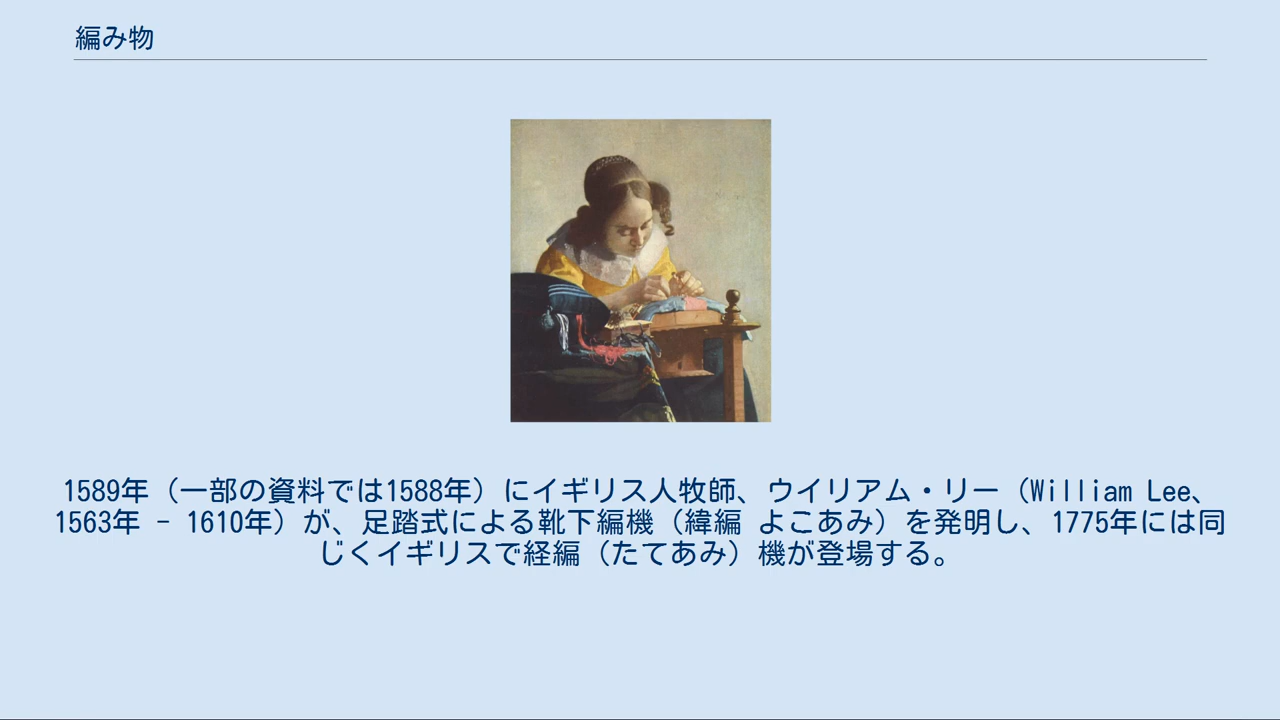 編み物
1589年（一部の資料では1588年）にイギリス人牧師、ウイリアム・リー（William Lee、
1563年 - 1610年）が、足踏式による靴下編機（緯編 よこあみ）を発明し、1775年には同
じくイギリスで経編（たてあみ）機が登場する。